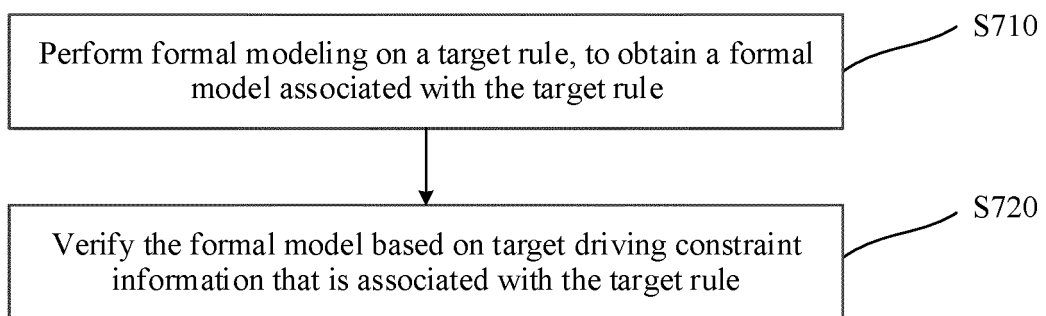 S710
Perform formal modeling on a target rule, to obtain a formal
model associated with the target rule
S720
Verify the formal model based on target driving constraint
information that is associated with the target rule